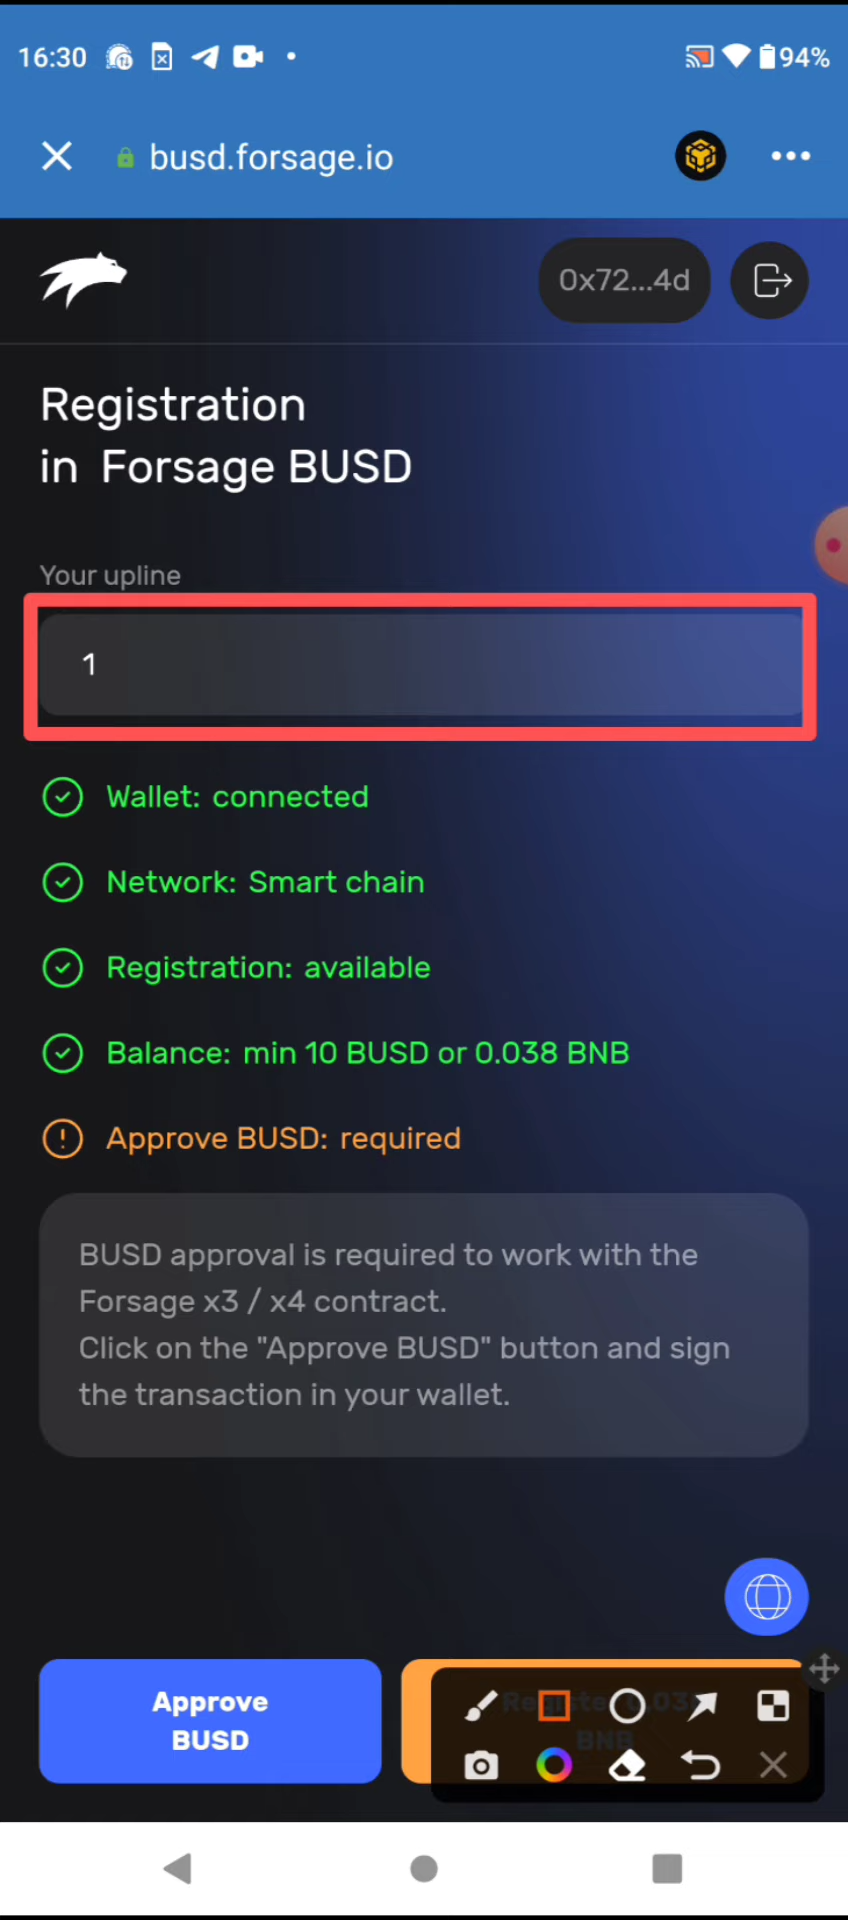 16:30
94%
busd.forsage.io
0x72...4d
Registration
in Forsage BUSD
Your upline
1
Wallet: connected
Network: Smart chain
Registration: available
Balance: min 10 BUSD or 0.038 BNB
Approve BUSD: required
BUSD approval is required to work with the
Forsage x3 / x4 contract.
Click on the "Approve BUSD" button and sign
the transaction in your wallet.
Approve
BUSD
BNB